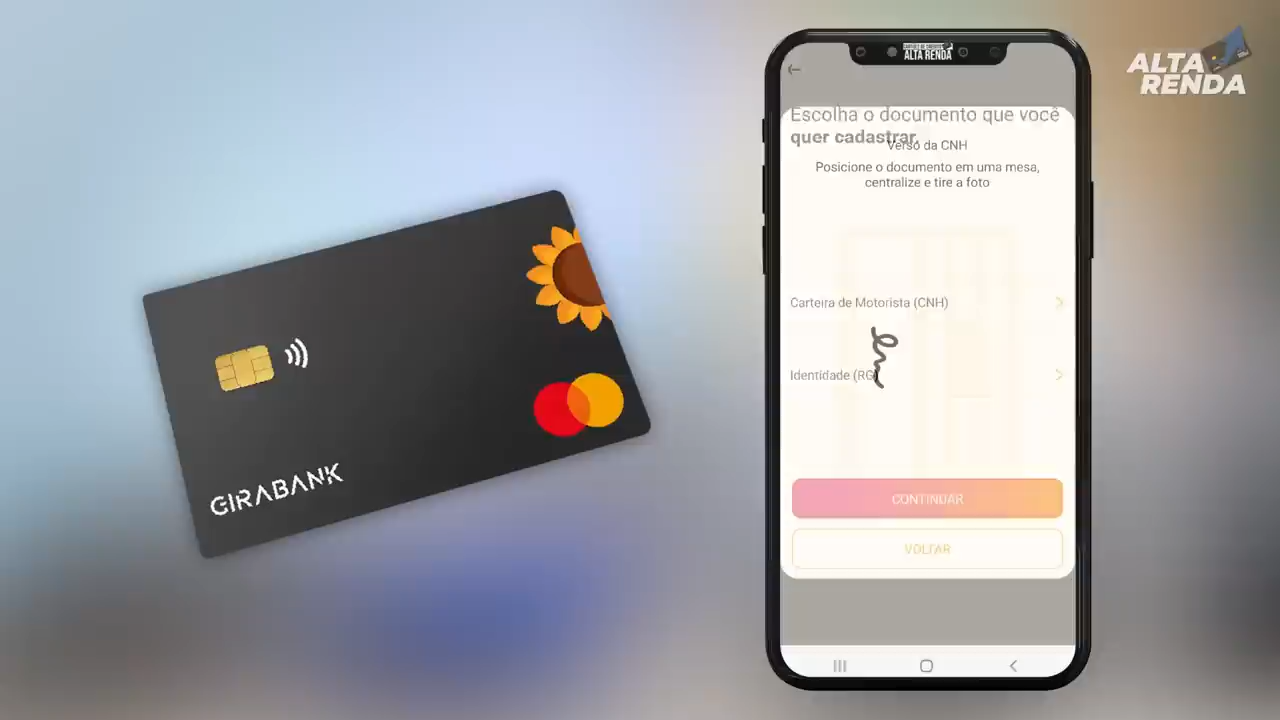 GIRABANK
ALTA RENDA
Escolha o documento que você
quer cadastrar.
Verso da CNH
Posicione o documento em uma mesa,
centralize e tire a foto
Carteira de Motorista (CNH)
Identidade (RG)
CONTINUAR
VOLTAR
ALTA
RENDA